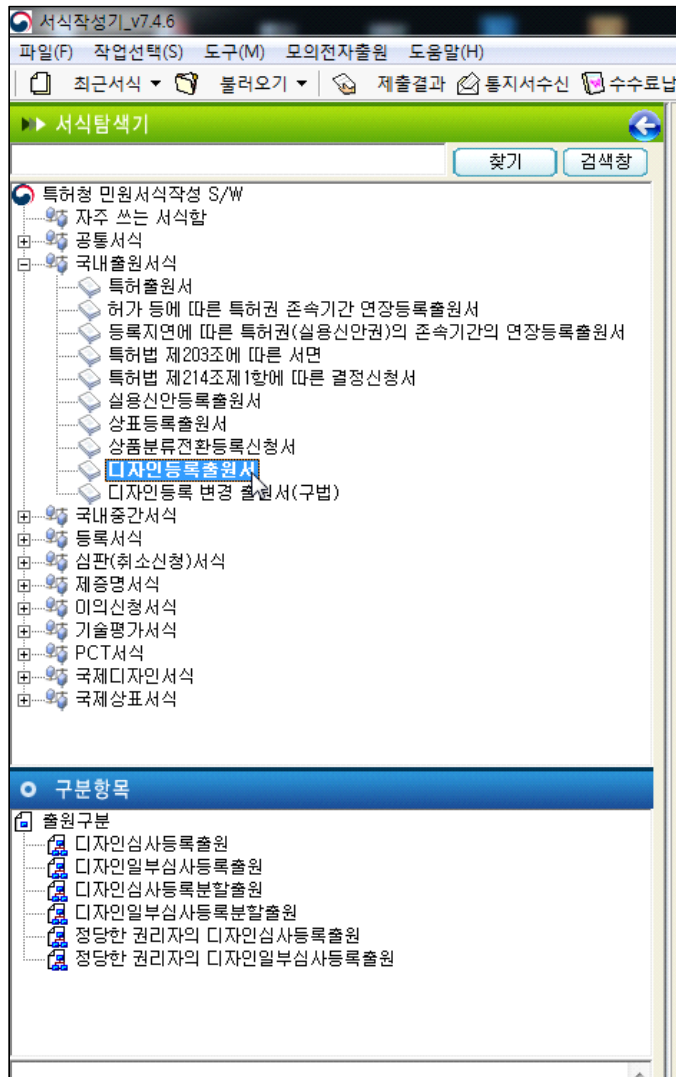 서식작성기_v7.4.6
파일(F) 작업선택(S) 도구(M) 모의전자출원 도움말(H)
최근서식 불러오기 제출결과 통지서수신 수수료납
서식탐색기
찾기 검색창
특허청 민원서식작성 S/W
자주 쓰는 서식함
공통서식
국내출원서식
특허출원서
허가 등에 따른 특허권 존속기간 연장등록출원서
등록지연에 따른 특허권(실용신안권)의 존속기간의 연장등록출원서
특허법 제203조에 따른 서면
특허법 제214조제1항에 따른 결정신청서
실용신안등록출원서
상표등록출원서
상품분류전환등록신청서
디자인등록출원서
디자인등록 변경 출원서(구법)
국내중간서식
등록서식
심판(취소신청)서식
제증명서식
이의신청서식
기술평가서식
PCT서식
국제디자인서식
국제상표서식
구분항목
출원구분
디자인심사등록출원
디자인일부심사등록출원
디자인심사등록분할출원
디자인일부심사등록분할출원
정당한 권리자의 디자인심사등록출원
정당한 권리자의 디자인일부심사등록출원